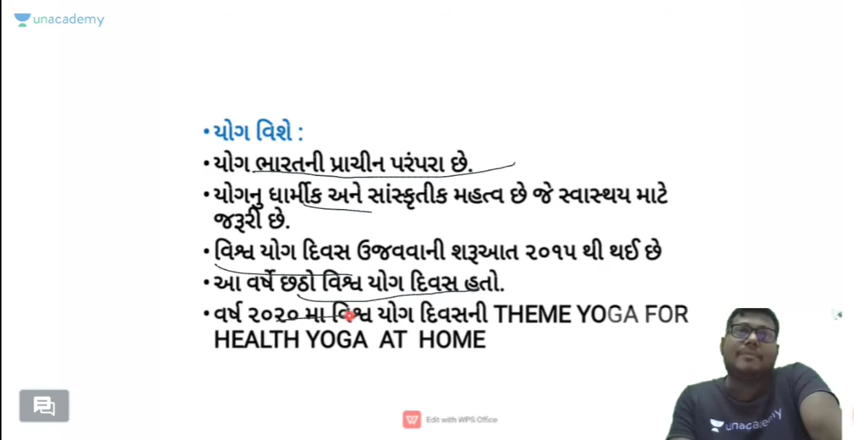 unacademy
• યોગ વિશે :
• યોગ ભારતની પ્રાચીન પરંપરા છે.
• યોગનુ ધાર્મીક અને સાંસ્કૃતીક મહત્વ છે જે સ્વાસ્થય માટે
જરૂરી છે.
• વિશ્વ યોગ દિવસ ઉજવવાની શરૂઆત ૨૦૧૫ થી થઈ છે
• આ વર્ષે છઠો વિશ્વ યોગ દિવસ હતો.
• વર્ષ ૨૦૨૦ મા વિશ્વ યોગ દિવસની THEME YOGA FOR
HEALTH YOGA AT HOME
unacademy
Edit with WPS Office